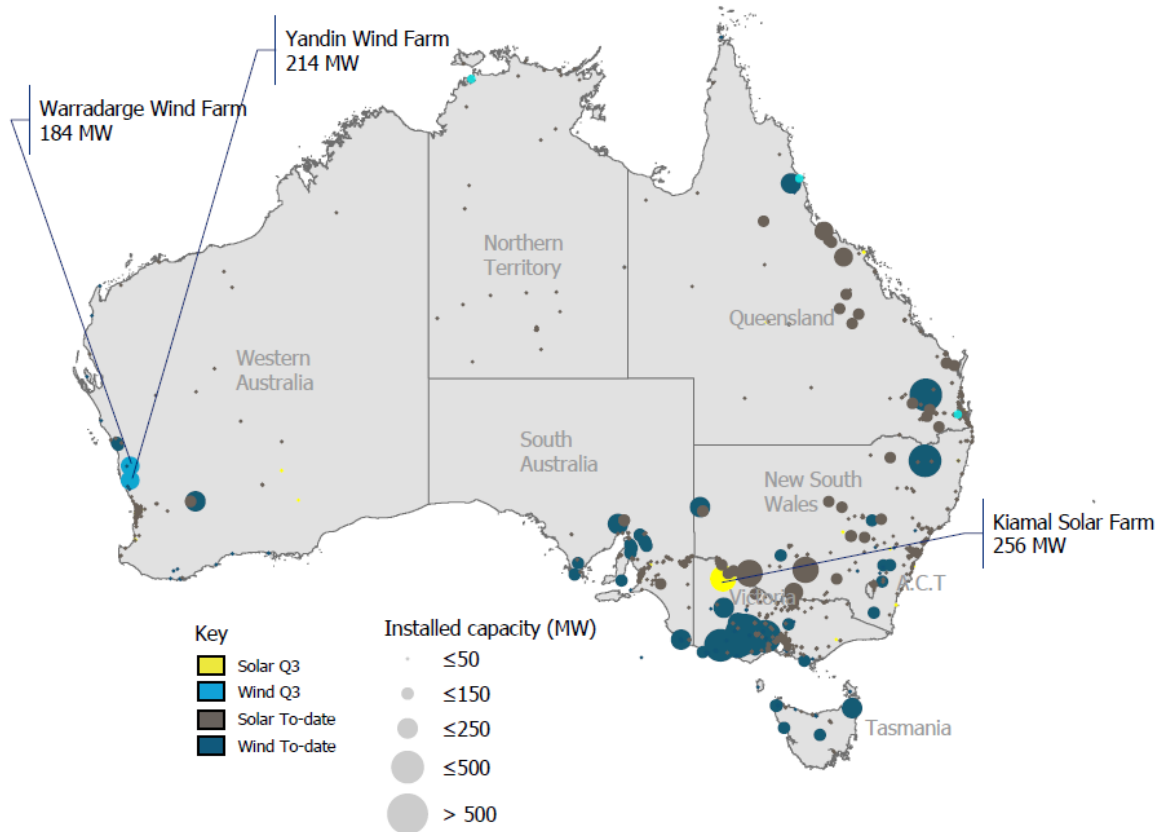 Yandin Wind Farm
214 MW
Warradarge Wind Farm
184 MW
Northern
Territory
Queensland
Western
Australia
South
Australia
New South
Wales
Kiamal Solar Farm
256 MW
A.C.T
Victoria
Tasmania
Key
Solar Q3
Wind Q3
Solar To-date
Wind To-date
Installed capacity (MW)
≤50
≤150
≤250
≤500
> 500